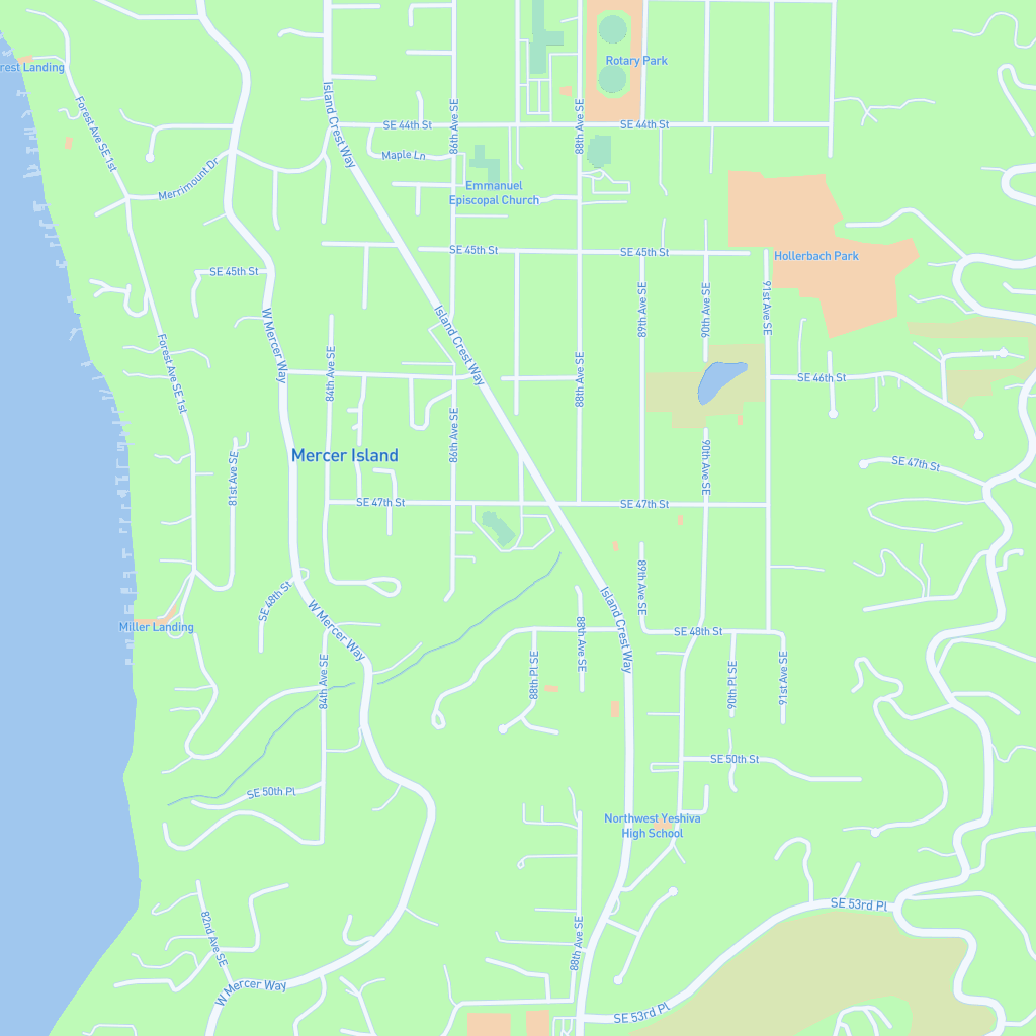 Rotary Park
rest Landing
Island Crest Way
86th Ave SE
88th Ave SE
SE 44th St
SE 44th St
Forest Ave SE 1st
Maple Ln
Merrimount Dr
Emmanuel
Episcopal Church
SE 45th St
SE 45th St
Hollerbach Park
SE 45th St
89th Ave SE
90th Ave SE
91st Ave SE
W Mercer Way
Island Crest Way
Forest Ave SE 1st
84th Ave SE
88th Ave SE
SE 46th St
86th Ave SE
Mercer Island
81st Ave SE
90th Ave SE
SE 47th St
SE 47th St
SE 47th St
89th Ave SE
SE 48th St
Island Crest Way
W Mercer Way
Miller Landing
88th Ave SE
SE 48th St
84th Ave SE
88th Pl SE
90th Pl SE
91st Ave SE
SE 50th St
SE 50th Pl
Northwest Yeshiva
High School
SE 53rd Pl
82nd Ave SE
88th Ave SE
W Mercer Way
SE 53rd Pl